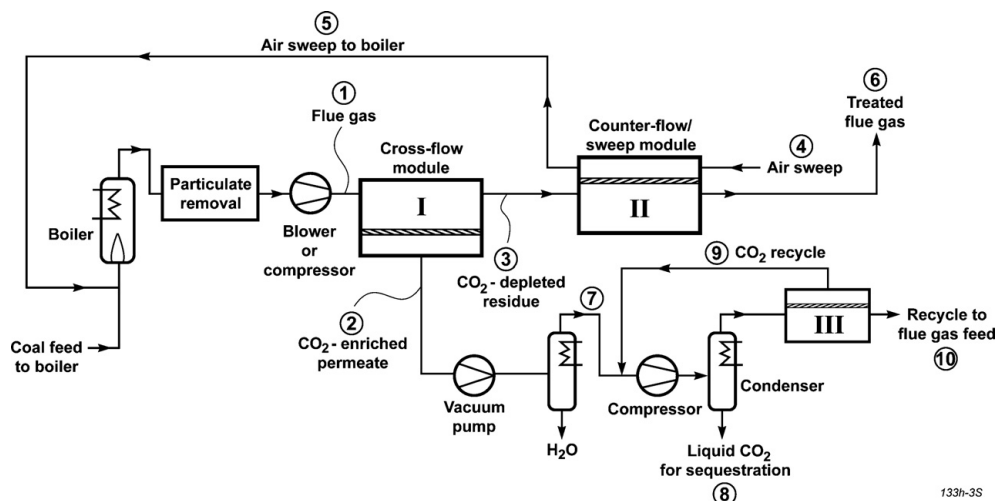 ⑤
Air sweep to boiler
①
Flue gas
Cross-flow
module
Counter-flow/
sweep module
⑥
Treated
flue gas
④
Air sweep
Particulate
removal
I
II
Boiler
Blower
or
compressor
③
CO2 - depleted
residue
⑨ CO2 recycle
②
CO2 - enriched
permeate
⑦
III
Recycle to
flue gas feed
⑩
Coal feed
to boiler
Vacuum
pump
Compressor
Condenser
H2O
Liquid CO2
for sequestration
⑧
133h-3S